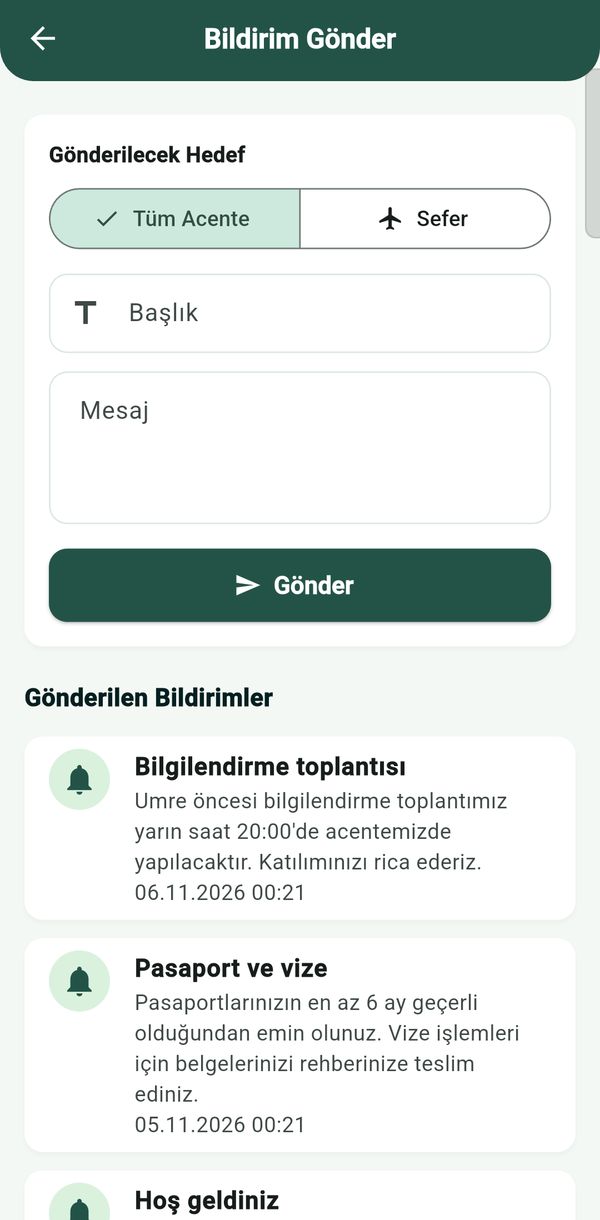 Bildirim Gönder
Gönderilecek Hedef
Tüm Acente
Sefer
Başlık
Mesaj
Gönder
Gönderilen Bildirimler
Bilgilendirme toplantısı
Umre öncesi bilgilendirme toplantımız
yarın saat 20:00'de acentemizde
yapılacaktır. Katılımınızı rica ederiz.
06.11.2026 00:21
Pasaport ve vize
Pasaportlarınızın en az 6 ay geçerli
olduğundan emin olunuz. Vize işlemleri
için belgelerinizi rehberinize teslim
ediniz.
05.11.2026 00:21
Hoş geldiniz